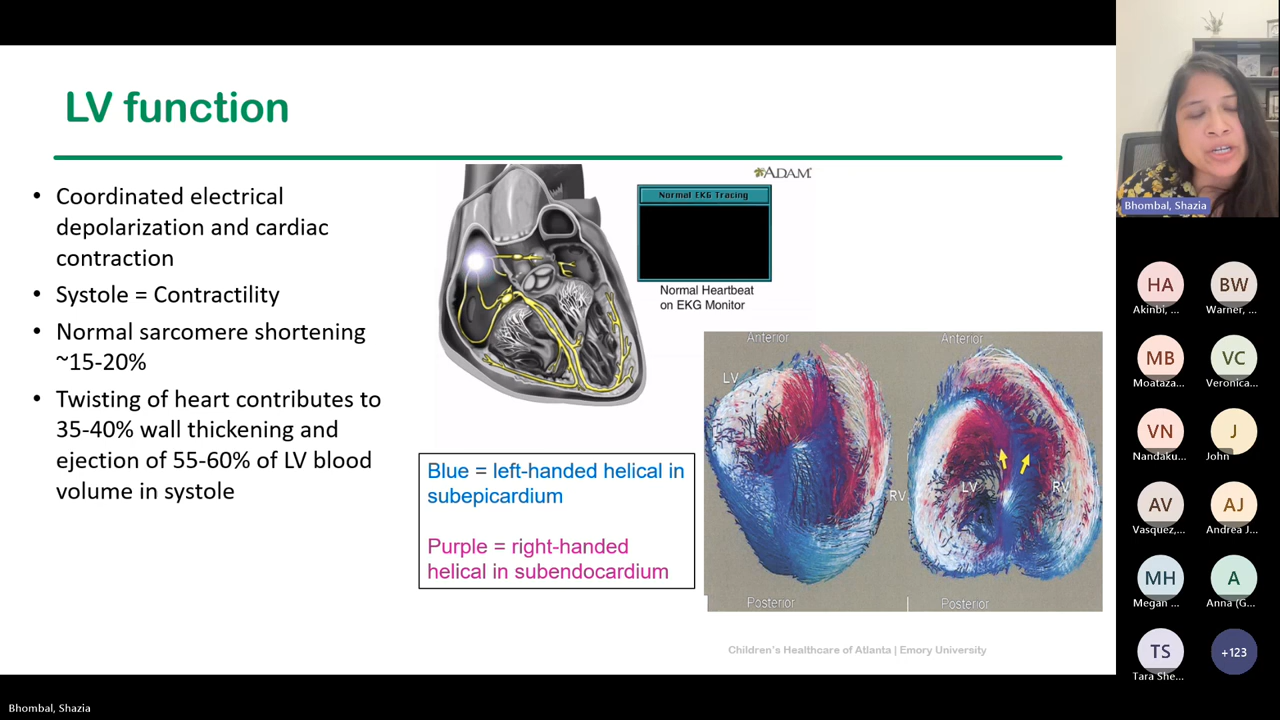 LV function
• Coordinated electrical
depolarization and cardiac
contraction
• Systole = Contractility
• Normal sarcomere shortening
~15-20%
• Twisting of heart contributes to
35-40% wall thickening and
ejection of 55-60% of LV blood
volume in systole
ADAM
Normal EKG Tracing
Normal Heartbeat
on EKG Monitor
Blue = left-handed helical in
subepicardium
Purple = right-handed
helical in subendocardium
Anterior
Anterior
LV
RV
LV
RV
Posterior
Posterior
Children's Healthcare of Atlanta | Emory University
Bhombal, Shazia
HA
Akinbi, ...
BW
Warner, ...
MB
Moataza...
VC
Veronica...
VN
Nandaku...
J
John
AV
Vasquez,...
AJ
Andrea J...
MH
Megan ...
A
Anna (G...
TS
Tara She...
+123
Bhombal, Shazia